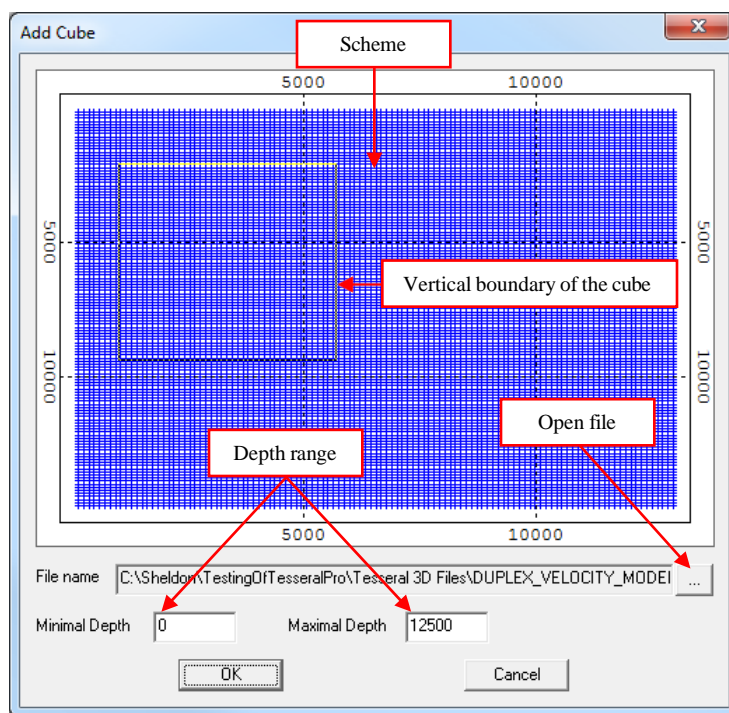 Add Cube
Scheme
5000 10000
5000 5000
Vertical boundary of the cube
10000 10000
Open file
Depth range
5000 10000
File name C:\Sheldon\TestingOfTesseralPro\Tesseral 3D Files\DUPLEX_VELOCITY_MODEI ...
Minimal Depth 0 Maximal Depth 12500
OK Cancel